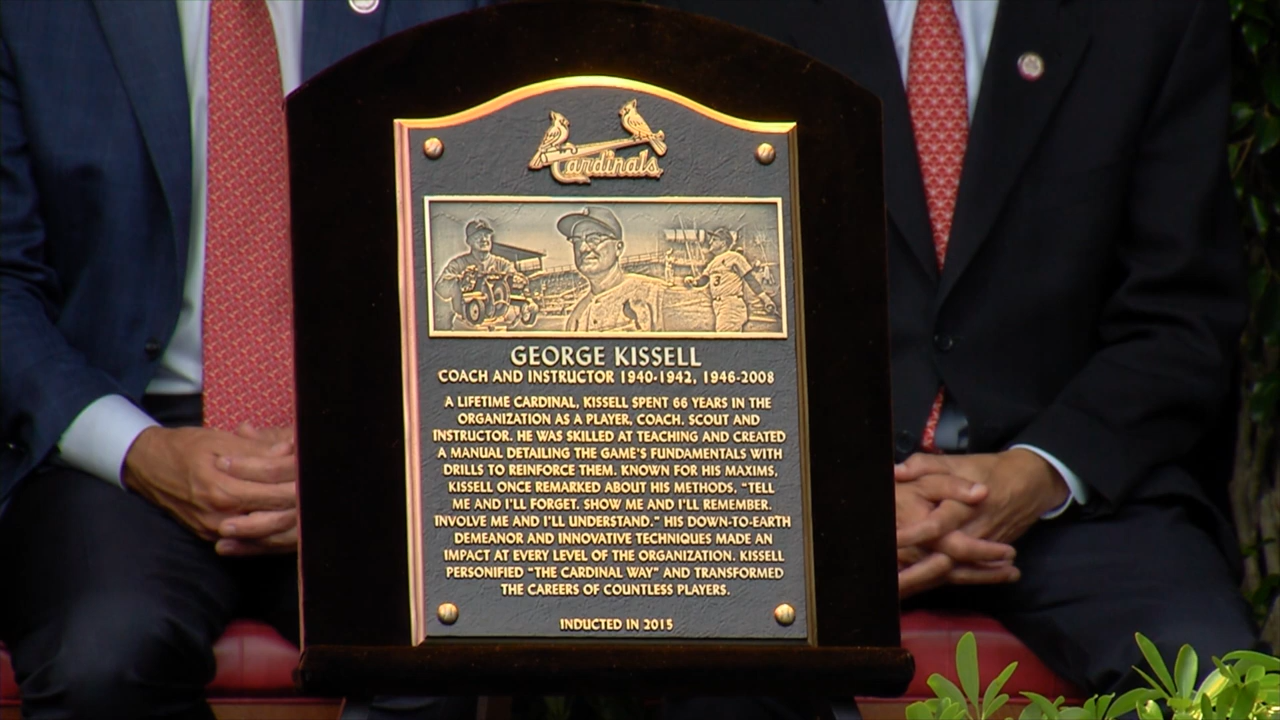 Cardinals
GEORGE KISSELL
COACH AND INSTRUCTOR 1940-1942, 1946-2008
A LIFETIME CARDINAL, KISSELL SPENT 66 YEARS IN THE
ORGANIZATION AS A PLAYER, COACH, SCOUT AND
INSTRUCTOR. HE WAS SKILLED AT TEACHING AND CREATED
A MANUAL DETAILING THE GAME'S FUNDAMENTALS WITH
DRILLS TO REINFORCE THEM. KNOWN FOR HIS MAXIMS,
KISSELL ONCE REMARKED ABOUT HIS METHODS, "TELL
ME AND I'LL FORGET. SHOW ME AND I'LL REMEMBER.
INVOLVE ME AND I'LL UNDERSTAND." HIS DOWN-TO-EARTH
DEMEANOR AND INNOVATIVE TECHNIQUES MADE AN
IMPACT AT EVERY LEVEL OF THE ORGANIZATION. KISSELL
PERSONIFIED "THE CARDINAL WAY" AND TRANSFORMED
THE CAREERS OF COUNTLESS PLAYERS.
INDUCTED IN 2015